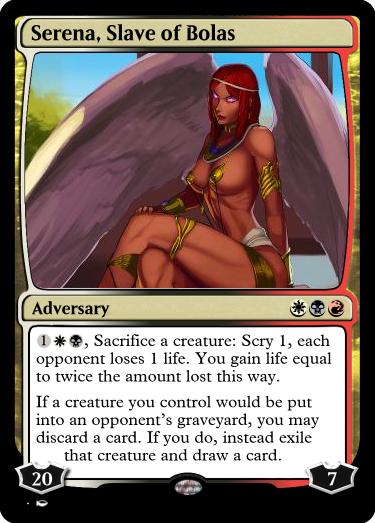 Serena, Slave of Bolas
Adversary
1, Sacrifice a creature: Scry 1, each
opponent loses 1 life. You gain life equal
to twice the amount lost this way.
If a creature you control would be put
into an opponent's graveyard, you may
discard a card. If you do, instead exile
that creature and draw a card.
20
7